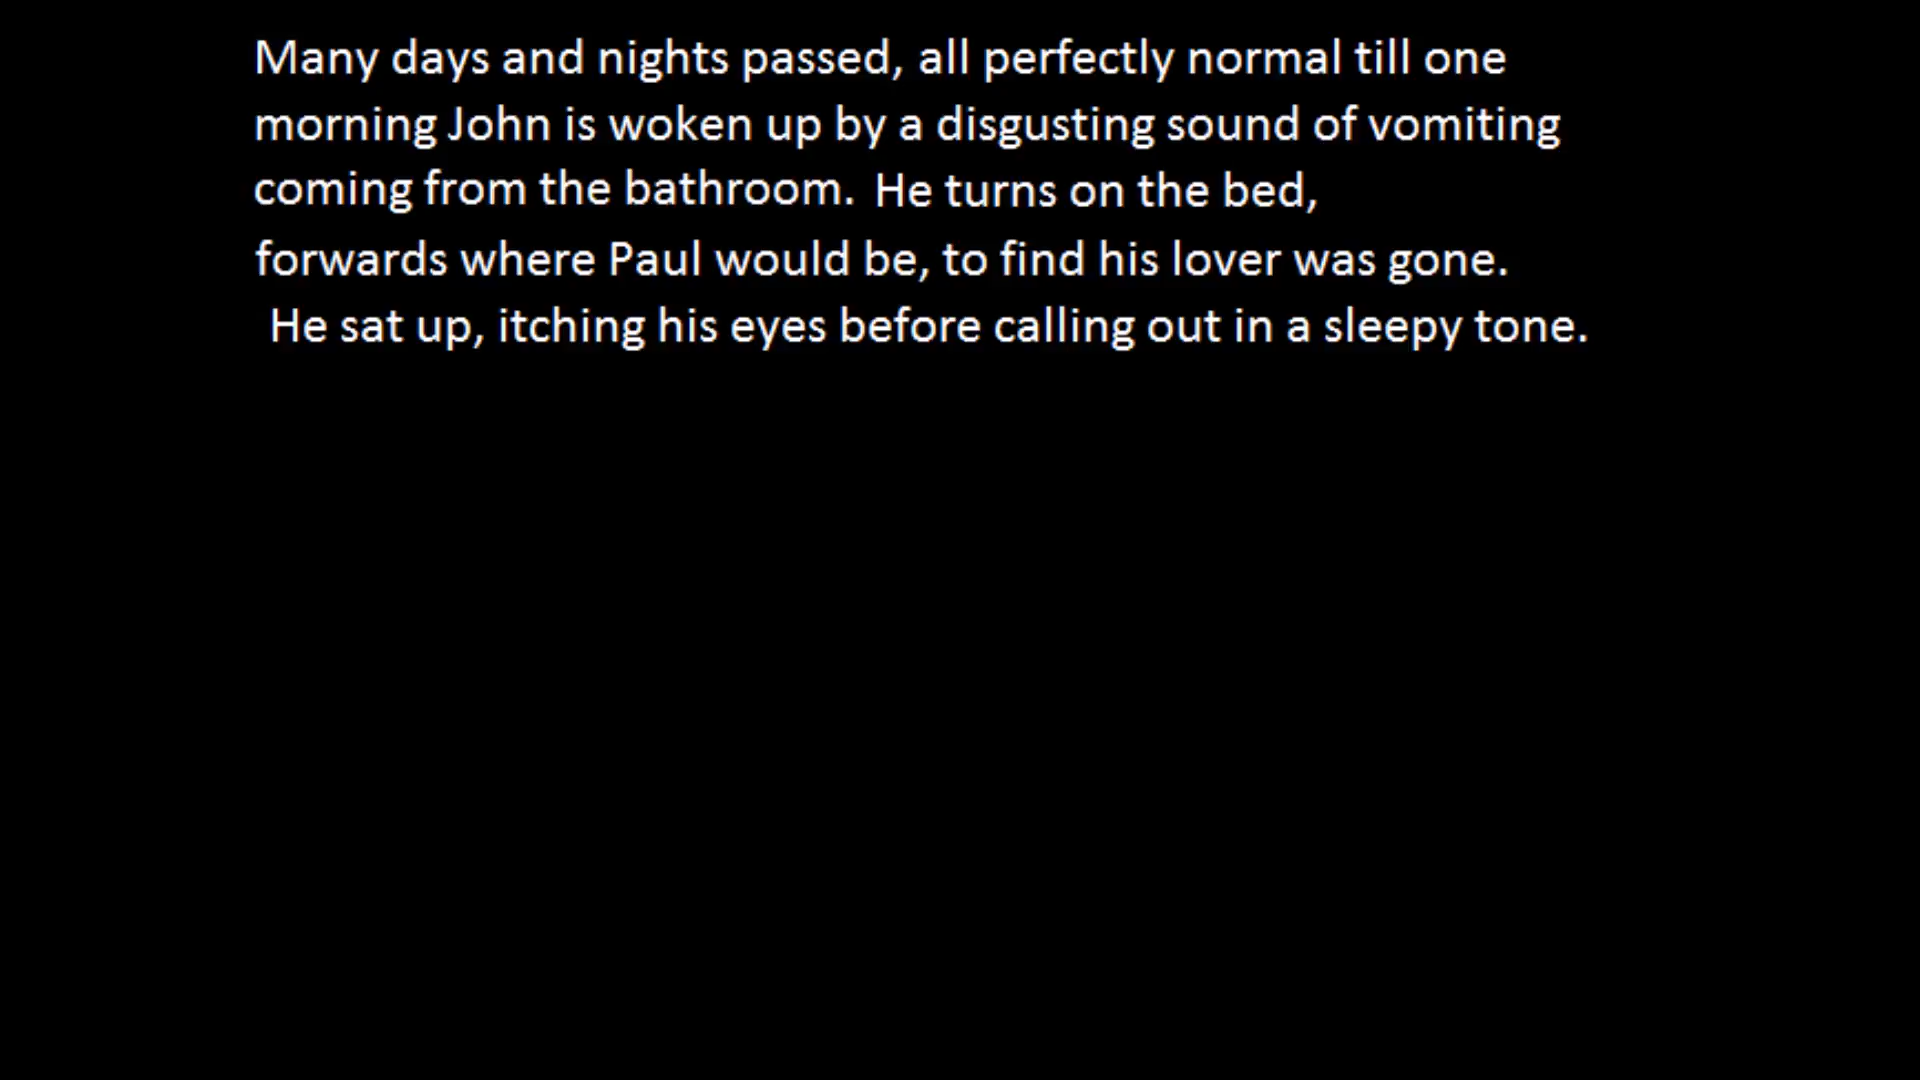 Many days and nights passed, all perfectly normal till one
morning John is woken up by a disgusting sound of vomiting
coming from the bathroom. He turns on the bed,
forwards where Paul would be, to find his lover was gone.
He sat up, itching his eyes before calling out in a sleepy tone.